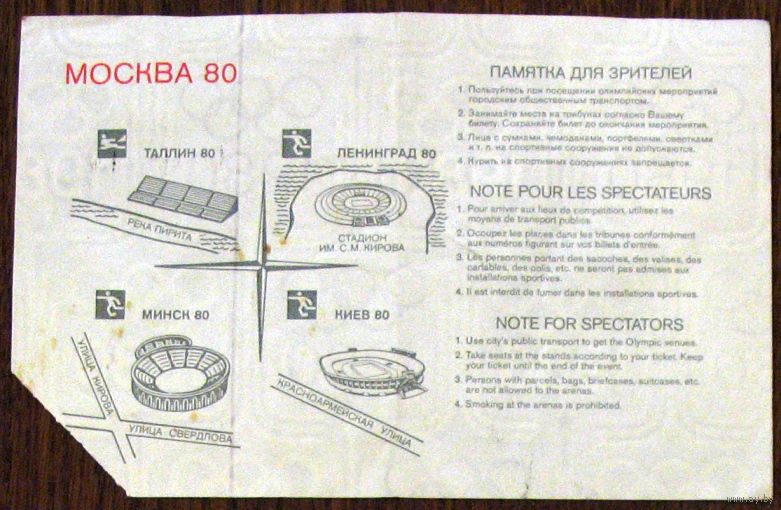 МОСКВА 80
ТАЛЛИН 80
РЕКА ПИРИТА
ЛЕНИНГРАД 80
СТАДИОН
ИМ. С.М. КИРОВА
МИНСК 80
УЛИЦА КИРОВА
УЛИЦА СВЕРДЛОВА
КИЕВ 80
КРАСНОАРМЕЙСКАЯ УЛИЦА
ПАМЯТКА ДЛЯ ЗРИТЕЛЕЙ
1. Пользуйтесь при посещении олимпийских мероприятий
городским общественным транспортом.
2. Занимайте места на трибунах согласно Вашему
билету. Сохраняйте билет до окончания мероприятия.
3. Лица с сумками, чемоданами, портфелями, свертками
и т. п. на спортивные сооружения не допускаются.
4. Курить на спортивных сооружениях запрещается.
NOTE POUR LES SPECTATEURS
1. Pour arriver aux lieux de compétition, utilisez les
moyens de transport publics.
2. Occupez les places dans les tribunes conformément
aux numéros figurant sur vos billets d'entrée.
3. Les personnes portant des sacoches, des valises, des
cartables, des colis, etc. ne seront pas admises aux
installations sportives.
4. Il est interdit de fumer dans les installations sportives.
NOTE FOR SPECTATORS
1. Use city's public transport to get the Olympic venues.
2. Take seats at the stands according to your ticket. Keep
your ticket until the end of the event.
3. Persons with parcels, bags, briefcases, suitcases, etc.
are not allowed to the arenas.
4. Smoking at the arenas is prohibited.
www.ay.by